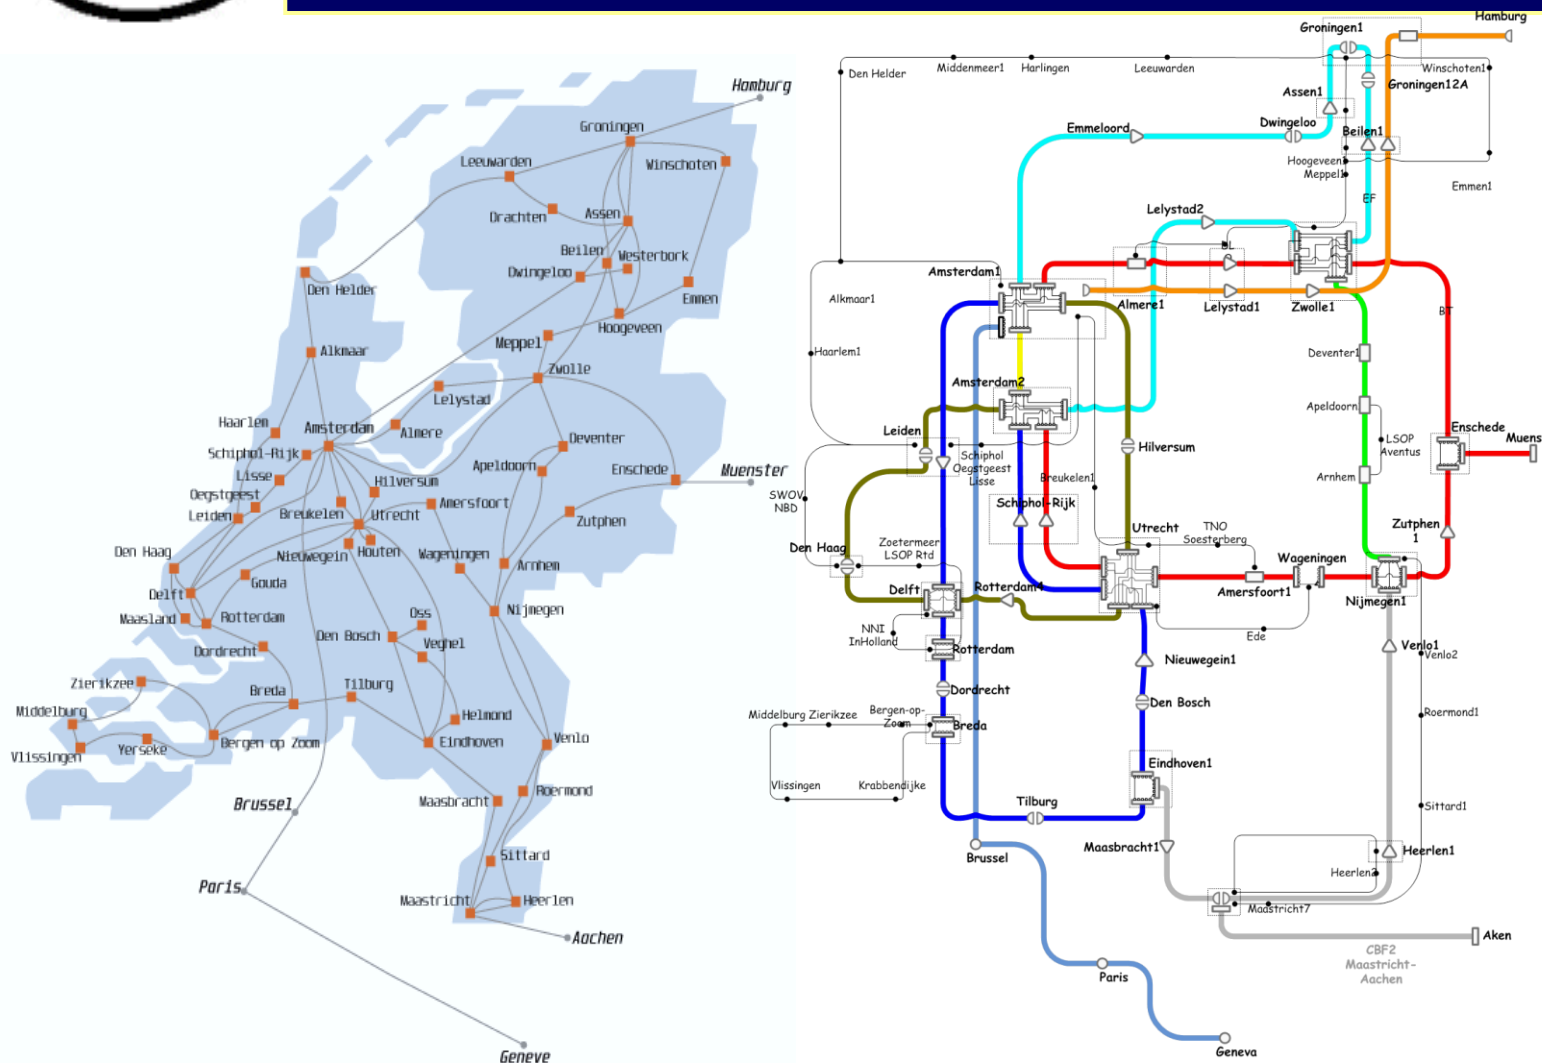 Hamburg
Groningen
Leeuwarden
Winschoten
Drachten
Assen
Beilen
Westerbork
Dwingeloo
Den Helder
Emmen
Hoogeveen
Meppel
Alkmaar
Zwolle
Lelystad
Haarlem
Amsterdam
Almere
Deventer
Schiphol-Rijk
Apeldoorn
Enschede
Muenster
Lisse
Hilversum
Oegstgeest
Amersfoort
Leiden
Breukelen
Utrecht
Zutphen
Den Haag
Nieuwegein
Houten
Wageningen
Arnhem
Gouda
Delft
Maasland
Rotterdam
Oss
Nijmegen
Den Bosch
Veghel
Dordrecht
Zierikzee
Breda
Tilburg
Middelburg
Helmond
Vlissingen
Yerseke
Bergen op Zoom
Eindhoven
Venlo
Brussel
Maasbracht
Roermond
Sittard
Paris
Maastricht
Heerlen
Aachen
Geneve
Hamburg
Groningen1
Den Helder
Middenmeer1
Harlingen
Leeuwarden
Winschoten1
Groningen12A
Assen1
Emmeloord
Dwingeloo
Beilen1
Hoogeveen1
Meppel1
Emmen1
EF
Lelystad2
BL
Amsterdam1
Alkmaar1
Almere1
Lelystad1
Zwolle1
BT
Haarlem1
Deventer1
Amsterdam2
Apeldoorn
Leiden
Hilversum
LSOP
Aventus
Enschede
Muens
Schiphol
Oegstgeest
Lisse
Breukelen1
Arnhem
SWOV
NBD
Schiphol-Rijk
Utrecht
TNO
Soesterberg
Zutphen
1
Den Haag
Zoetermeer
LSOP Rtd
Wageningen
Delft
Rotterdam4
Amersfoort1
Nijmegen1
NNI
InHolland
Ede
Rotterdam
Nieuwegein1
Venlo1
Venlo2
Dordrecht
Den Bosch
Middelburg Zierikzee
Bergen-op-
Zoom
Breda
Roermond1
Eindhoven1
Vlissingen
Krabbendijke
Tilburg
Sittard1
Maasbracht1
Brussel
Heerlen1
Heerlen2
Maastricht7
Aken
CBF2
Maastricht-
Aachen
Paris
Geneva